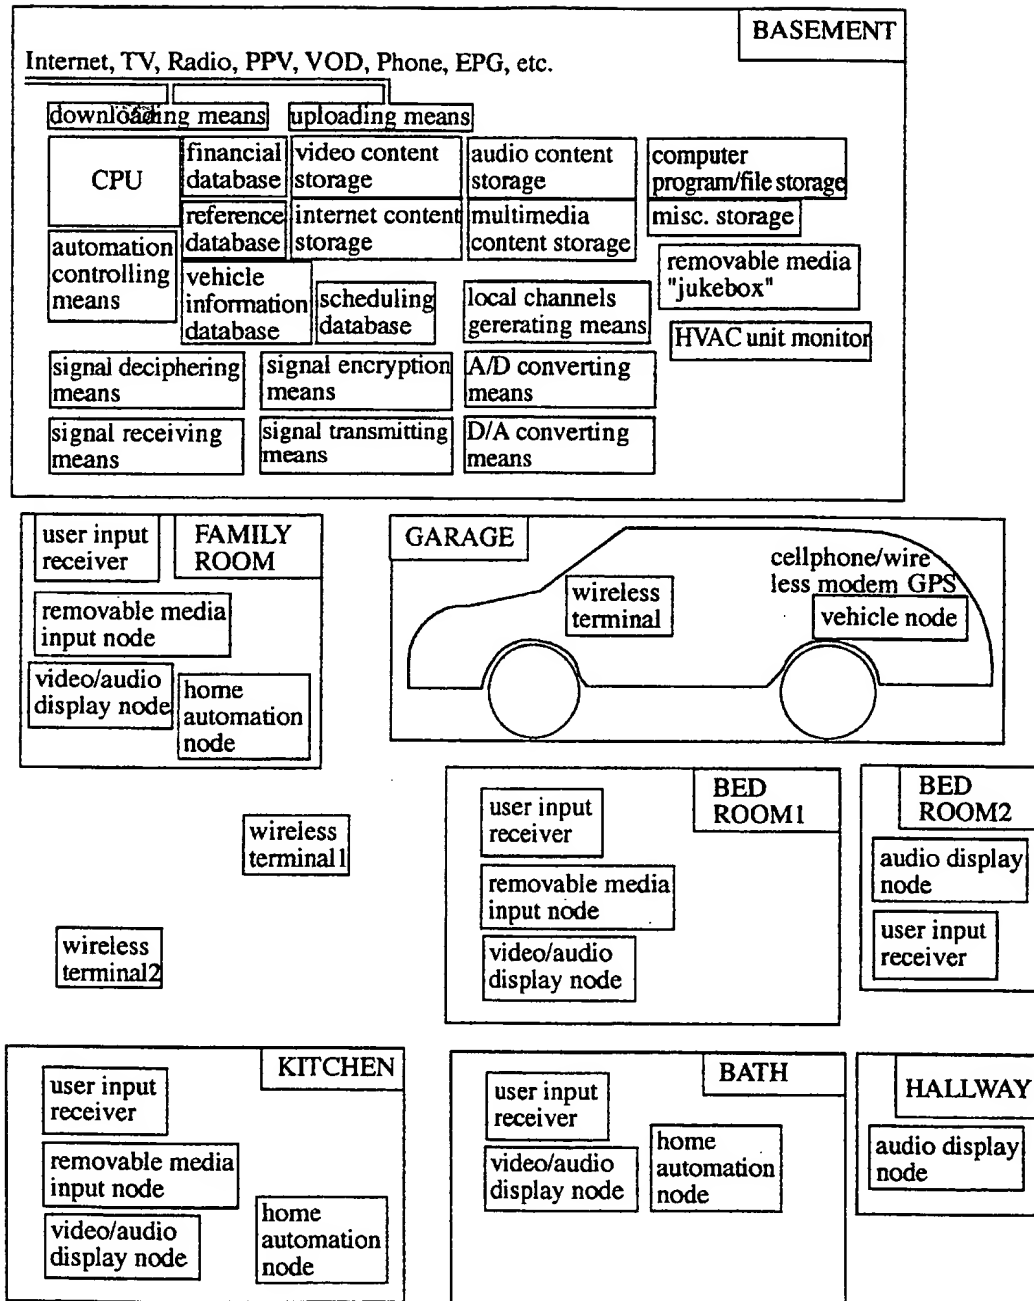 BASEMENT
Internet, TV, Radio, PPV, VOD, Phone, EPG, etc.
downloading means
uploading means
CPU
financial
database
video content
storage
audio content
storage
computer
program/file storage
reference
database
internet content
storage
multimedia
content storage
misc. storage
automation
controlling
means
vehicle
information
database
scheduling
database
local channels
gererating means
removable media
"jukebox"
HVAC unit monitor
signal deciphering
means
signal encryption
means
A/D converting
means
signal receiving
means
signal transmitting
means
D/A converting
means
user input
receiver
FAMILY
ROOM
removable media
input node
video/audio
display node
home
automation
node
GARAGE
wireless
terminal
cellphone/wire
less modem GPS
vehicle node
wireless
terminal1
wireless
terminal2
BED
ROOM1
user input
receiver
removable media
input node
video/audio
display node
BED
ROOM2
audio display
node
user input
receiver
KITCHEN
user input
receiver
removable media
input node
video/audio
display node
home
automation
node
BATH
user input
receiver
video/audio
display node
home
automation
node
HALLWAY
audio display
node